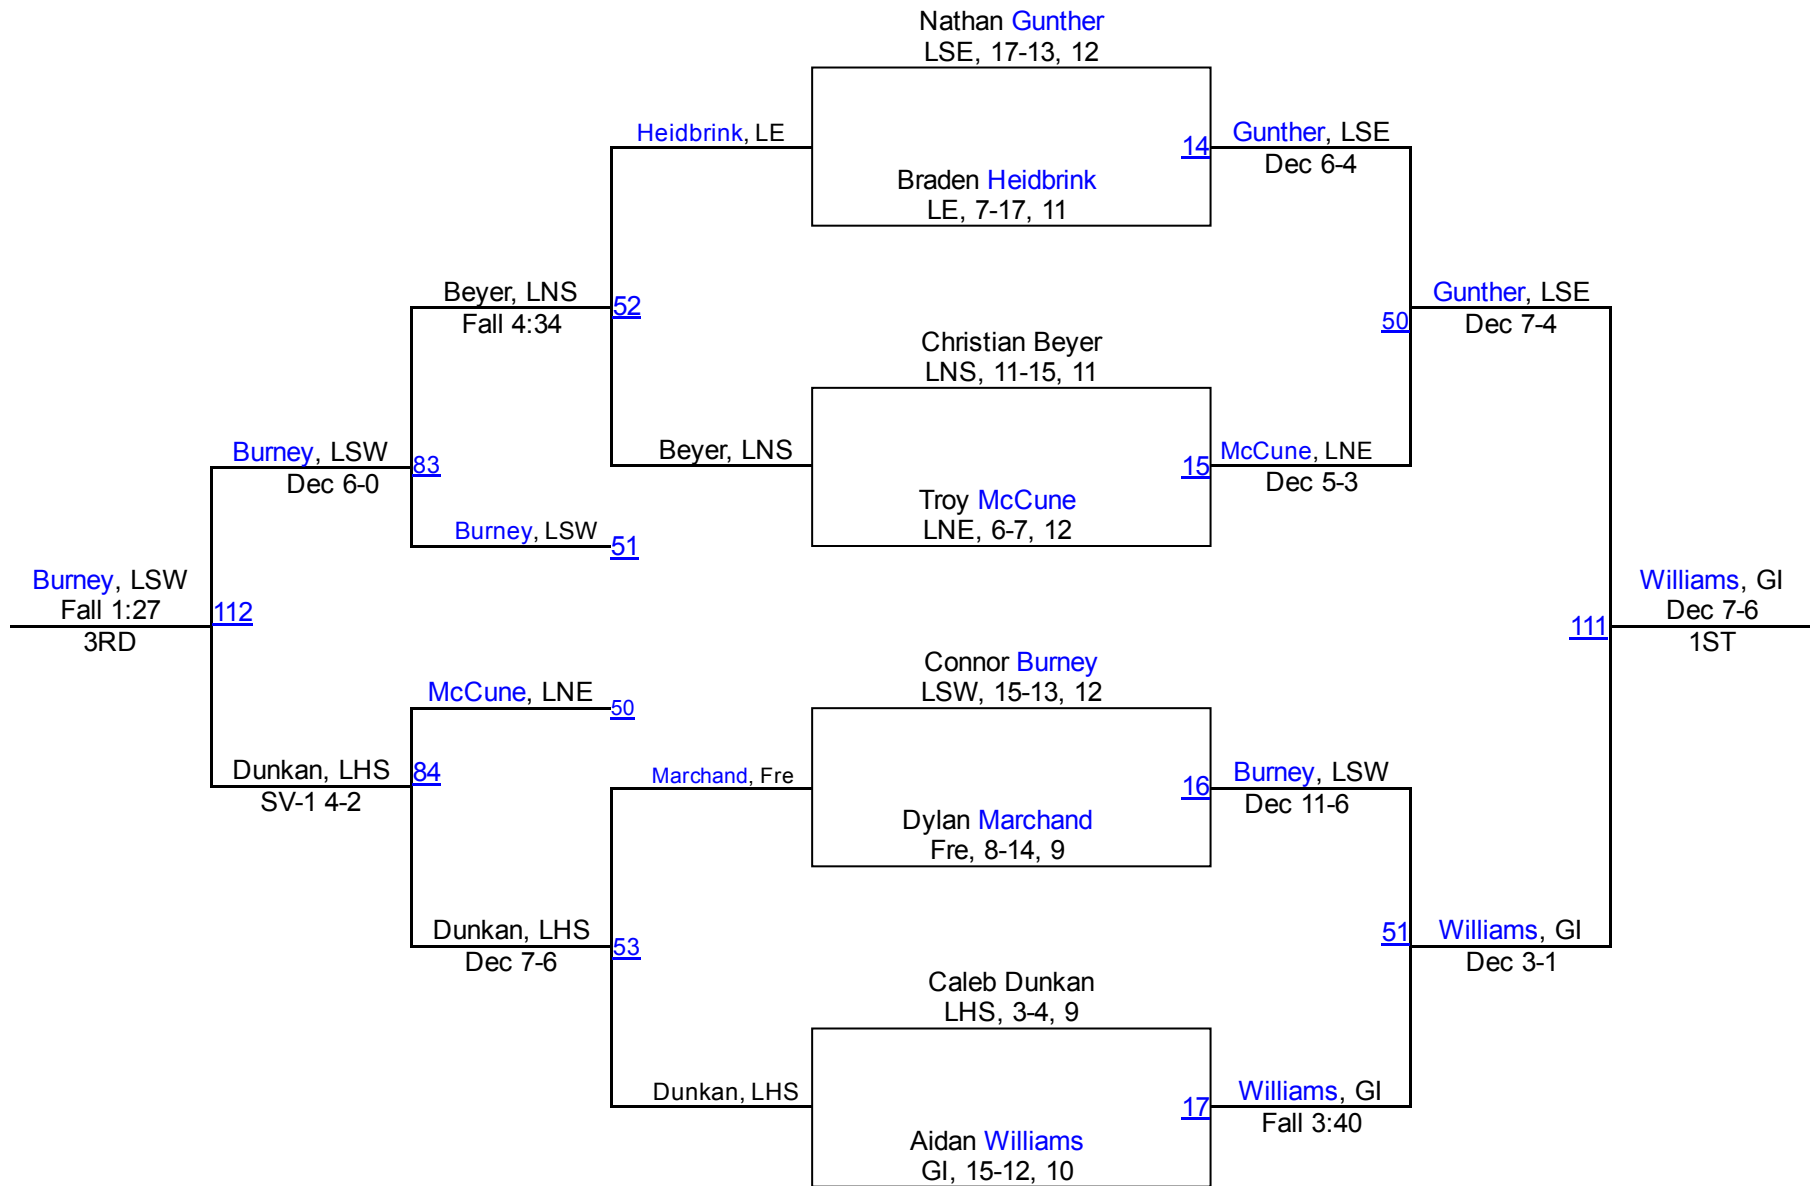 Nathan Gunther
LSE, 17-13, 12
Heidbrink, LE
14
Gunther, LSE
Dec 6-4
Braden Heidbrink
LE, 7-17, 11
Beyer, LNS
Fall 4:34
52
50
Gunther, LSE
Dec 7-4
Christian Beyer
LNS, 11-15, 11
Burney, LSW
Dec 6-0
83
Beyer, LNS
15
McCune, LNE
Dec 5-3
Troy McCune
LNE, 6-7, 12
Burney, LSW
51
Burney, LSW
Fall 1:27
3RD
112
111
Williams, GI
Dec 7-6
1ST
Connor Burney
LSW, 15-13, 12
McCune, LNE
50
Dunkan, LHS
SV-1 4-2
84
Marchand, Fre
16
Burney, LSW
Dec 11-6
Dylan Marchand
Fre, 8-14, 9
Dunkan, LHS
Dec 7-6
53
51
Williams, GI
Dec 3-1
Caleb Dunkan
LHS, 3-4, 9
Dunkan, LHS
17
Williams, GI
Fall 3:40
Aidan Williams
GI, 15-12, 10